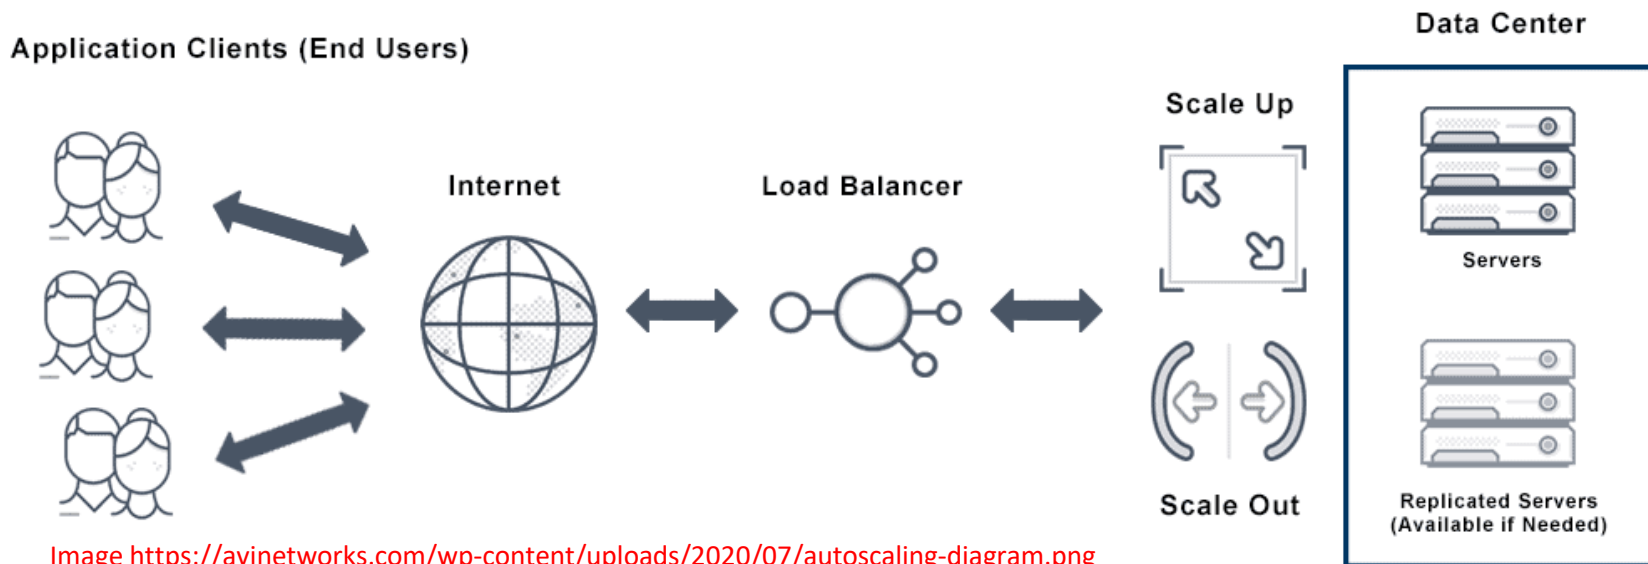 Data Center
Application Clients (End Users)
Scale Up
Internet
Load Balancer
Servers
Scale Out
Replicated Servers
(Available if Needed)
Image https://avinetworks.com/wp-content/uploads/2020/07/autoscaling-diagram.png